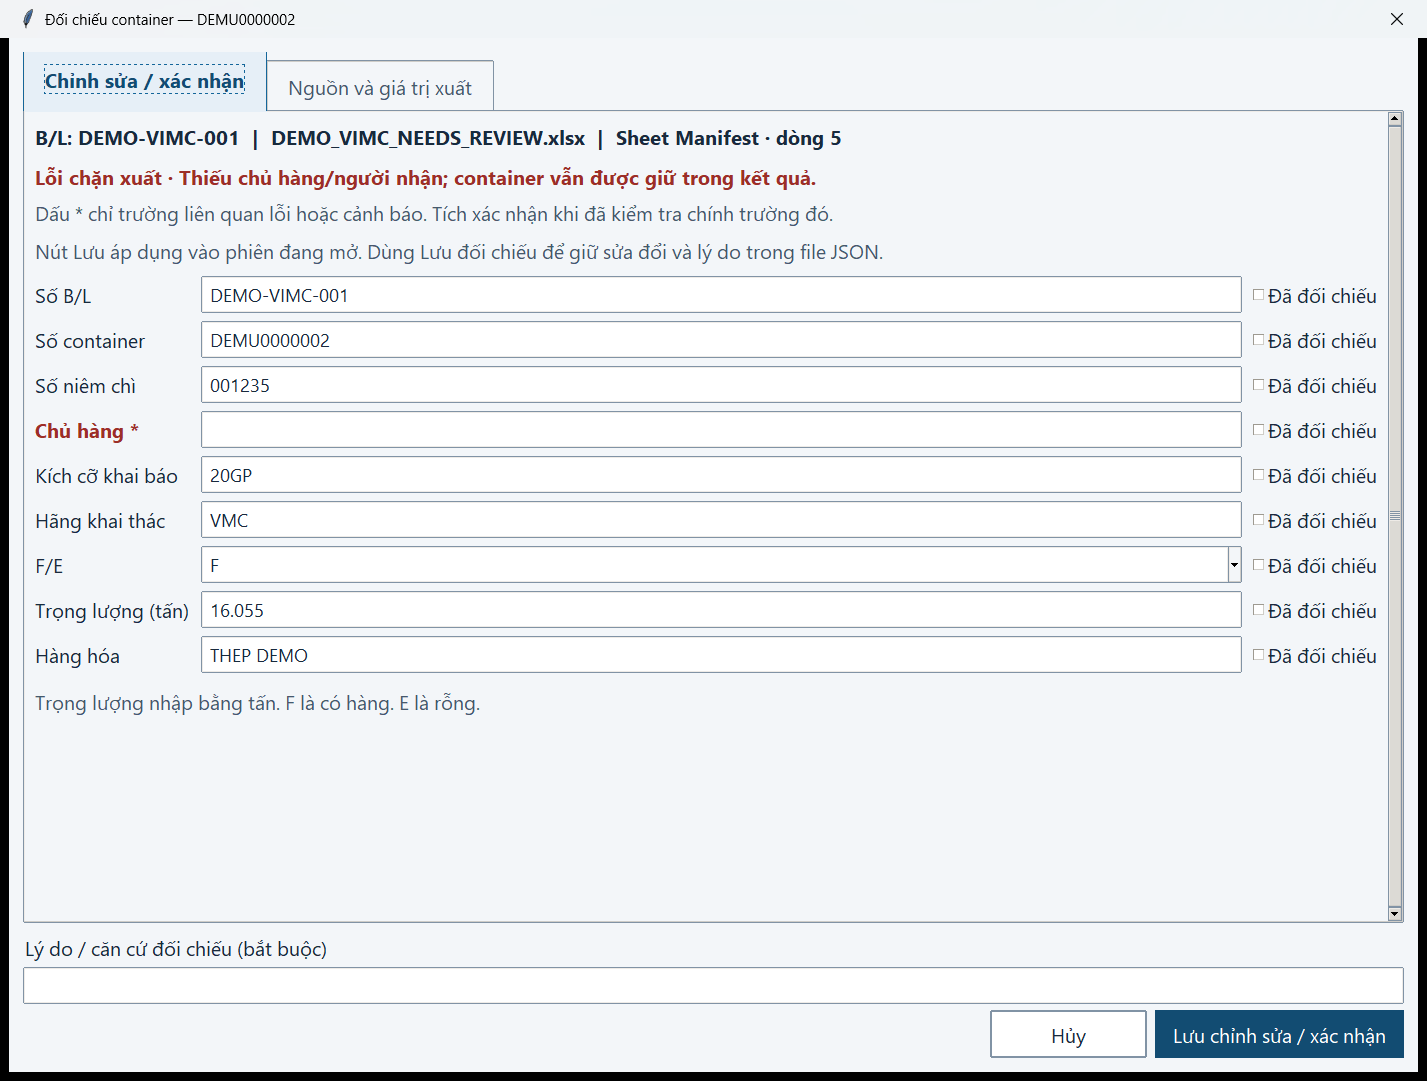 Đối chiếu container — DEMU0000002
Chỉnh sửa / xác nhận
Nguồn và giá trị xuất
B/L: DEMO-VIMC-001 | DEMO_VIMC_NEEDS_REVIEW.xlsx | Sheet Manifest · dòng 5
Lỗi chặn xuất · Thiếu chủ hàng/người nhận; container vẫn được giữ trong kết quả.
Dấu * chỉ trường liên quan lỗi hoặc cảnh báo. Tích xác nhận khi đã kiểm tra chính trường đó.
Nút Lưu áp dụng vào phiên đang mở. Dùng Lưu đối chiếu để giữ sửa đổi và lý do trong file JSON.
Số B/L DEMO-VIMC-001 Đã đối chiếu
Số container DEMU0000002 Đã đối chiếu
Số niêm chì 001235 Đã đối chiếu
Chủ hàng * Đã đối chiếu
Kích cỡ khai báo 20GP Đã đối chiếu
Hãng khai thác VMC Đã đối chiếu
F/E F Đã đối chiếu
Trọng lượng (tấn) 16.055 Đã đối chiếu
Hàng hóa THEP DEMO Đã đối chiếu
Trọng lượng nhập bằng tấn. F là có hàng. E là rỗng.
Lý do / căn cứ đối chiếu (bắt buộc)
Hủy
Lưu chỉnh sửa / xác nhận